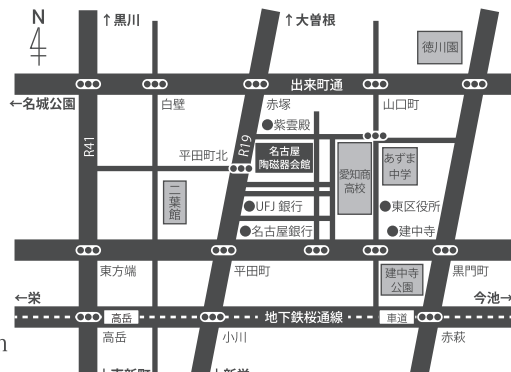 N
↑黒川
↑大曽根
徳川園
出来町通
←名城公園
白壁
赤塚
山口町
紫雲殿
R41
R19
平田町北
名古屋
陶磁器会館
愛知商
高校
あずま
中学
二葉館
UFJ 銀行
東区役所
名古屋銀行
建中寺
東方端
平田町
建中寺
公園
黒門町
←栄
今池→
高岳
地下鉄桜通線
車道
高岳
小川
赤萩